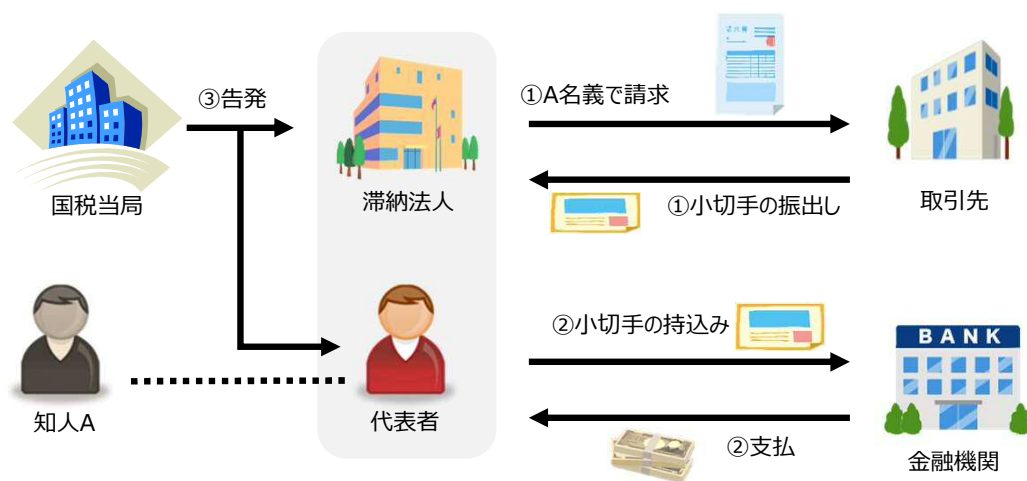 ③告発
①A名義で請求
国税当局
滞納法人
①小切手の振出し
取引先
②小切手の持込み
BANK
知人A
代表者
②支払
金融機関